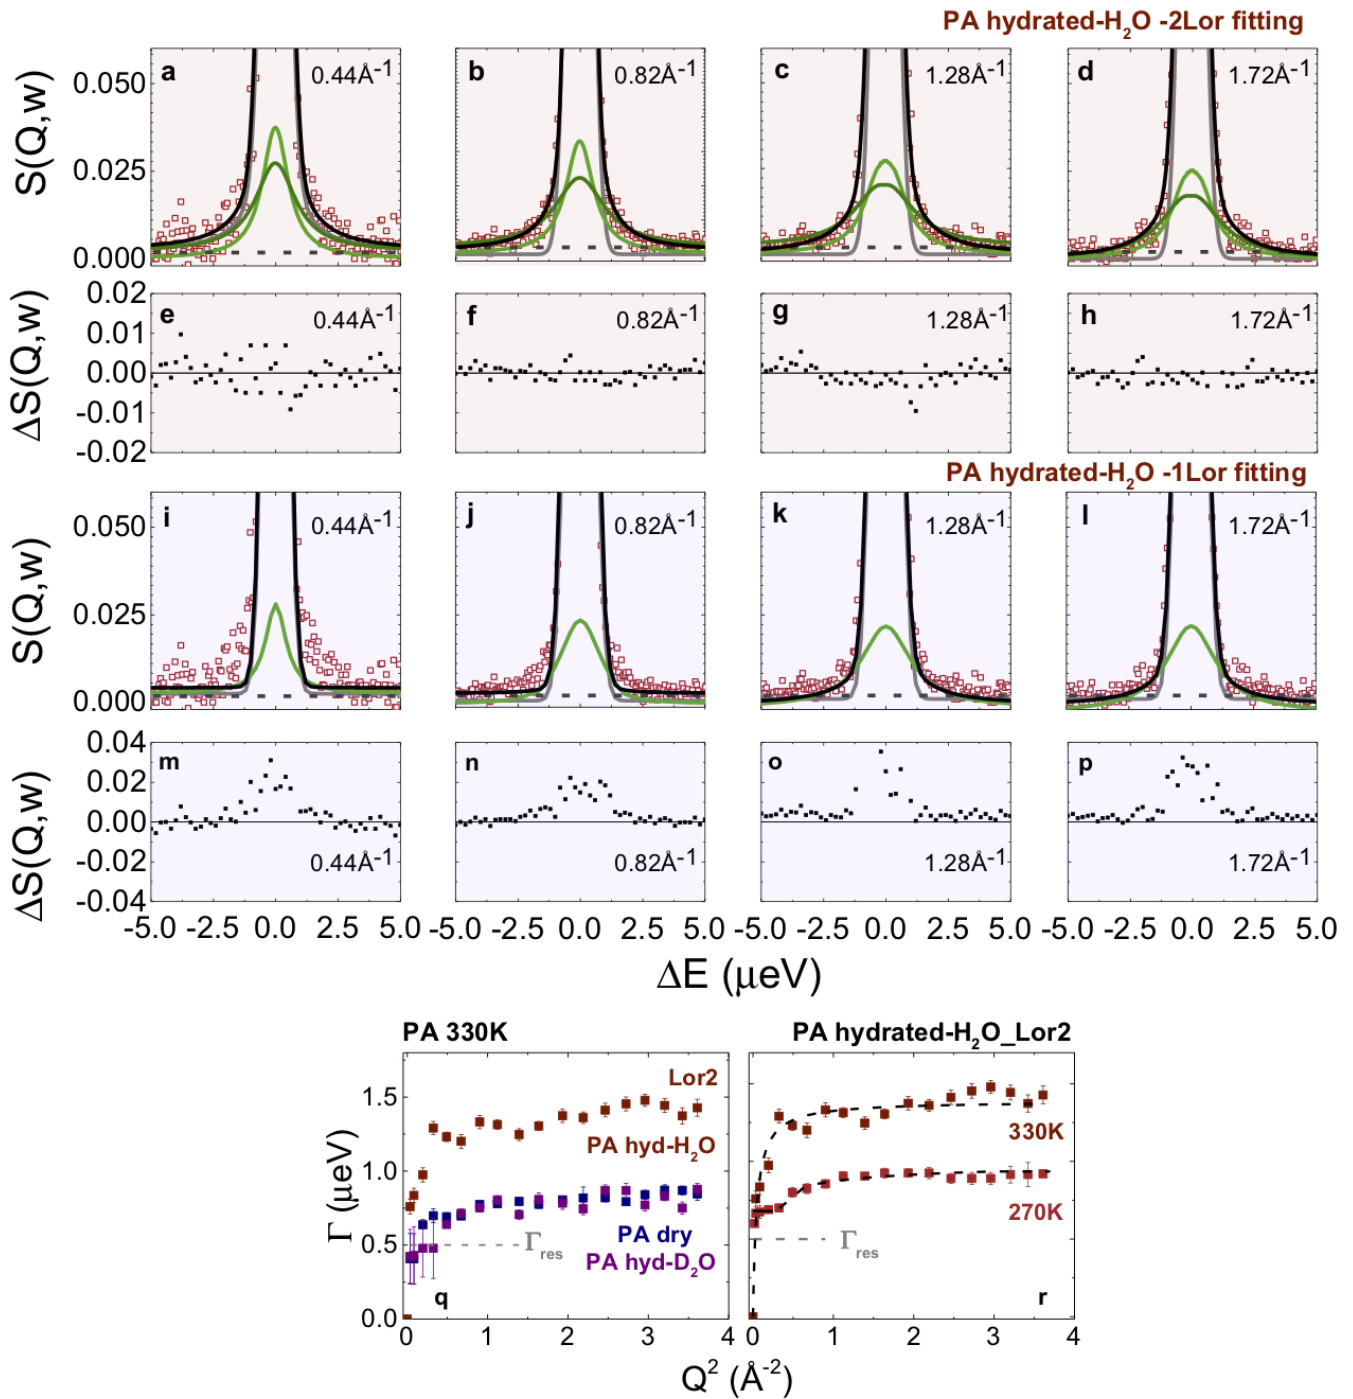 PA hydrated-H₂O -2Lor fitting
a 0.44Å⁻¹ b 0.82Å⁻¹ c 1.28Å⁻¹ d 1.72Å⁻¹
S(Q,w)
0.050
0.025
0.000
e 0.44Å⁻¹ f 0.82Å⁻¹ g 1.28Å⁻¹ h 1.72Å⁻¹
ΔS(Q,w)
0.02
0.01
0.00
-0.01
-0.02
PA hydrated-H₂O -1Lor fitting
i 0.44Å⁻¹ j 0.82Å⁻¹ k 1.28Å⁻¹ l 1.72Å⁻¹
S(Q,w)
0.050
0.025
0.000
m 0.44Å⁻¹ n 0.82Å⁻¹ o 1.28Å⁻¹ p 1.72Å⁻¹
ΔS(Q,w)
0.04
0.02
0.00
-0.02
-0.04
-5.0 -2.5 0.0 2.5 5.0 -5.0 -2.5 0.0 2.5 5.0 -5.0 -2.5 0.0 2.5 5.0 -5.0 -2.5 0.0 2.5 5.0
ΔE (μeV)
PA 330K PA hydrated-H₂O_Lor2
Lor2
PA hyd-H₂O
PA dry
PA hyd-D₂O
Γres
q
330K
270K
Γres
r
Γ (μeV)
1.5
1.0
0.5
0.0
0 1 2 3 4 0 1 2 3 4
Q² (Å⁻²)